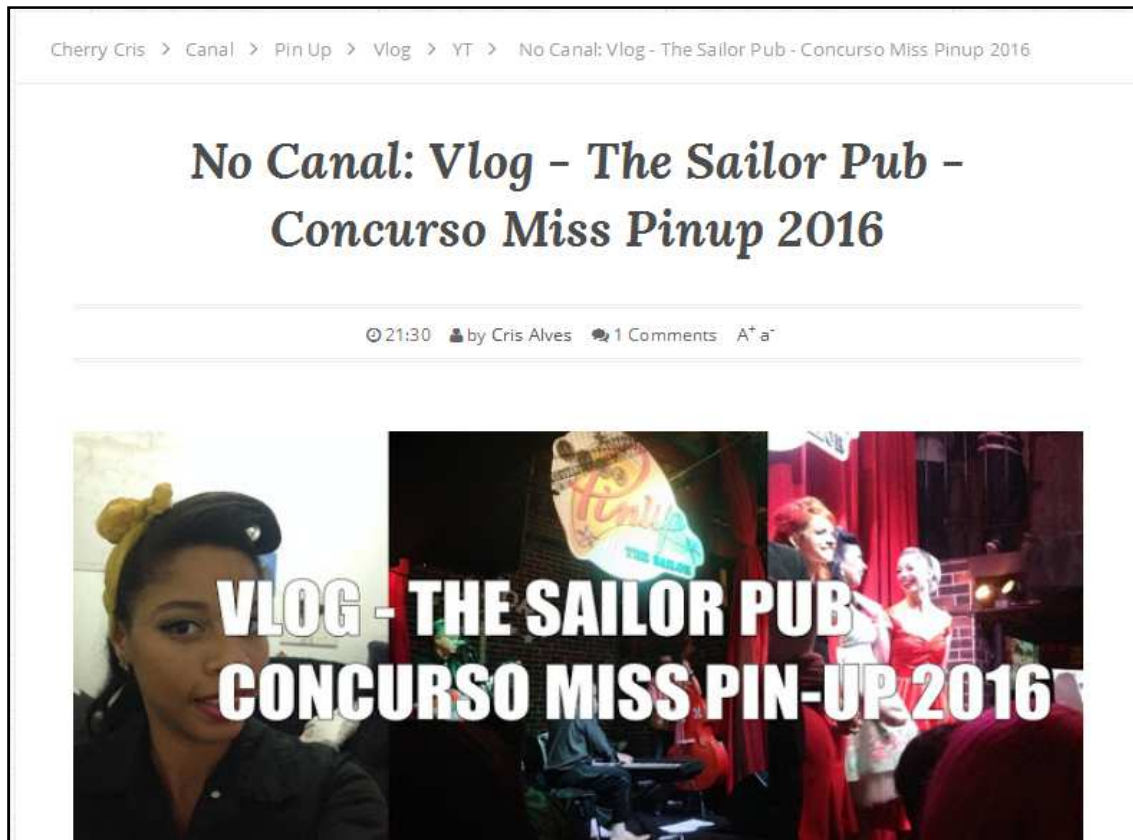 Cherry Cris > Canal > Pin Up > Vlog > YT > No Canal: Vlog - The Sailor Pub - Concurso Miss Pinup 2016
No Canal: Vlog - The Sailor Pub -
Concurso Miss Pinup 2016
21:30 by Cris Alves 1 Comments A+ a-
Pinup
THE SAILOR
VLOG - THE SAILOR PUB
CONCURSO MISS PIN-UP 2016